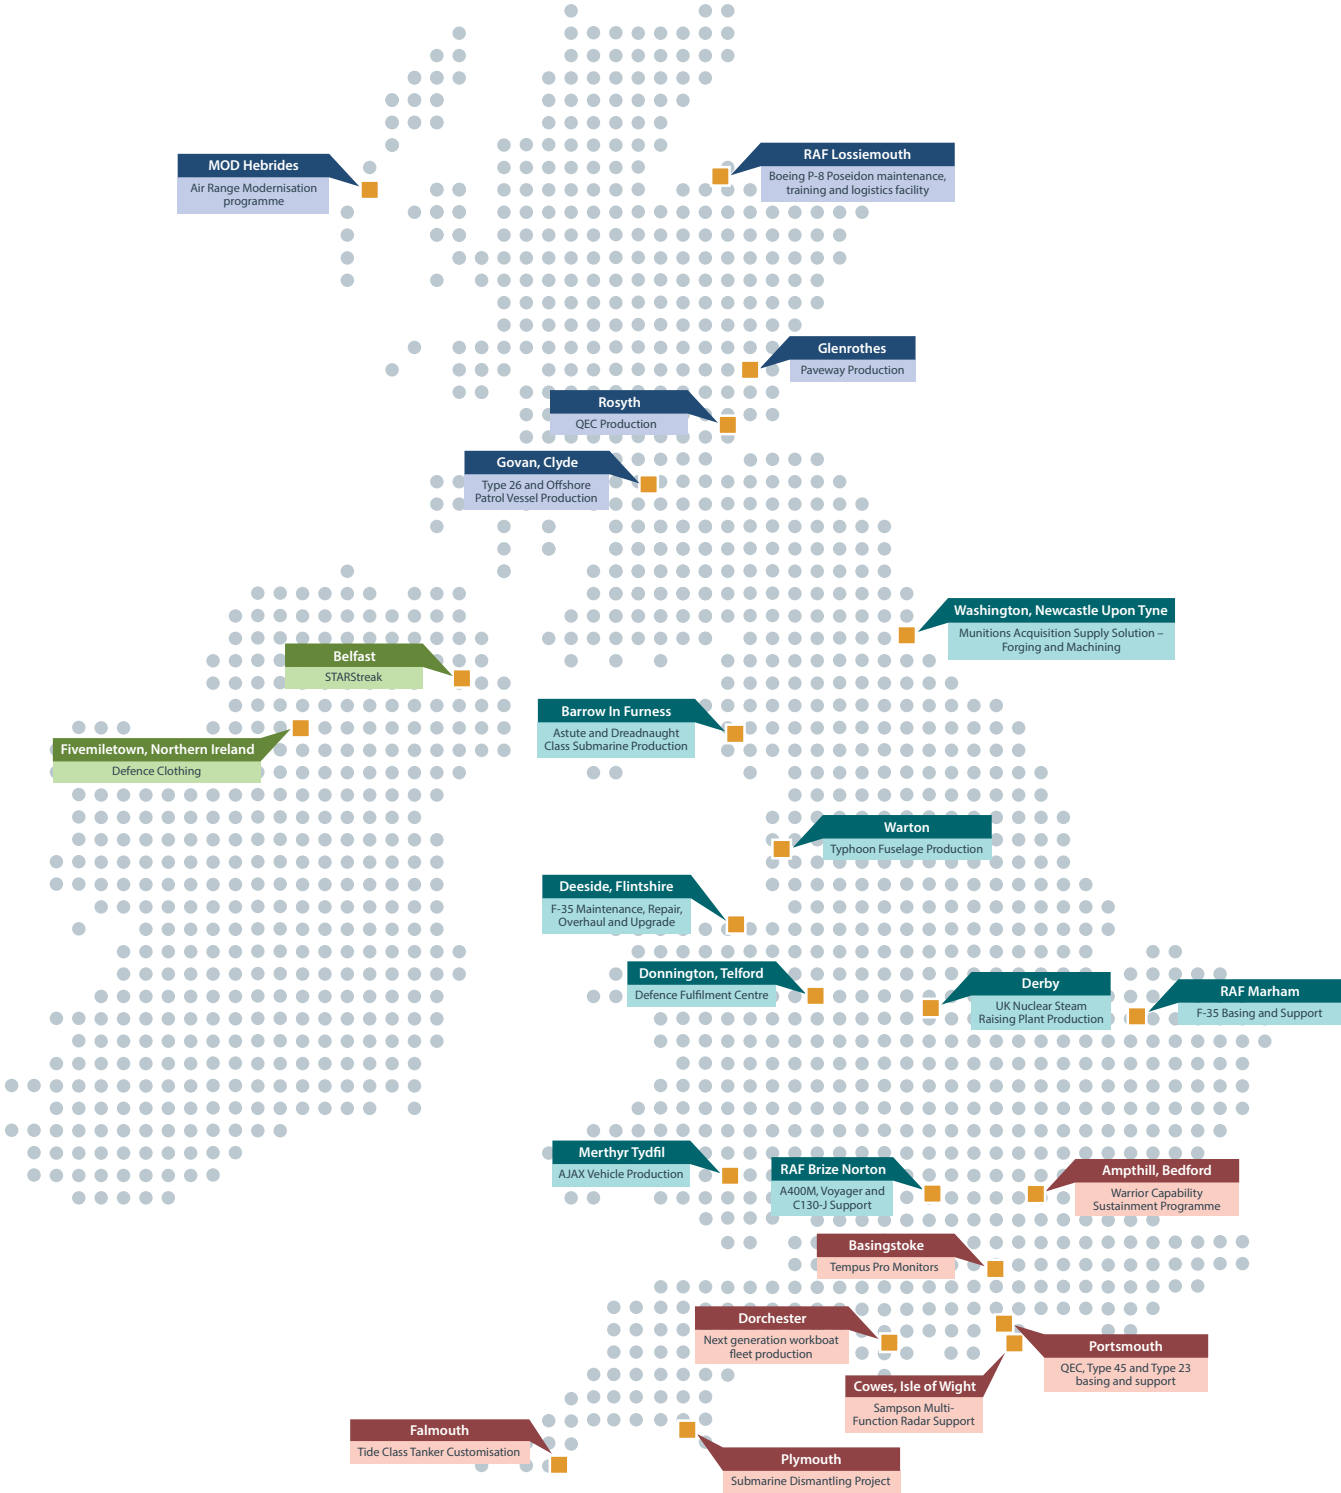 MOD Hebrides
Air Range Modernisation
programme
RAF Lossiemouth
Boeing P-8 Poseidon maintenance,
training and logistics facility
Glenrothes
Paveway Production
Rosyth
QEC Production
Govan, Clyde
Type 26 and Offshore
Patrol Vessel Production
Washington, Newcastle Upon Tyne
Munitions Acquisition Supply Solution –
Forging and Machining
Belfast
STARStreak
Barrow In Furness
Astute and Dreadnaught
Class Submarine Production
Fivemiletown, Northern Ireland
Defence Clothing
Warton
Typhoon Fuselage Production
Deeside, Flintshire
F-35 Maintenance, Repair,
Overhaul and Upgrade
Donnington, Telford
Defence Fulfilment Centre
Derby
UK Nuclear Steam
Raising Plant Production
RAF Marham
F-35 Basing and Support
Merthyr Tydfil
AJAX Vehicle Production
RAF Brize Norton
A400M, Voyager and
C130-J Support
Ampthill, Bedford
Warrior Capability
Sustainment Programme
Basingstoke
Tempus Pro Monitors
Dorchester
Next generation workboat
fleet production
Portsmouth
QEC, Type 45 and Type 23
basing and support
Cowes, Isle of Wight
Sampson Multi-
Function Radar Support
Falmouth
Tide Class Tanker Customisation
Plymouth
Submarine Dismantling Project